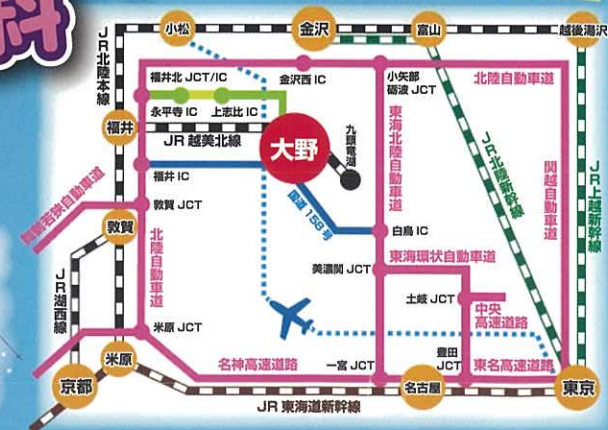 料
小松
金沢
富山
越後湯沢
JR北陸本線
福井北 JCT/IC
金沢西 IC
小矢部
砺波 JCT
北陸自動車道
永平寺 IC
上志比 IC
福井
JR 越美北線
大野
九頭竜湖
東海北陸自動車道
JR北陸新幹線
関越自動車道
JR上越新幹線
福井 IC
国道 158 号
舞鶴若狭自動車道
敦賀 JCT
白鳥 IC
敦賀
北陸自動車道
東海環状自動車道
美濃関 JCT
JR湖西線
土岐 JCT
中央
高速道路
米原 JCT
米原
名神高速道路
一宮 JCT
豊田
JCT
東名高速道路
京都
名古屋
東京
JR 東海道新幹線